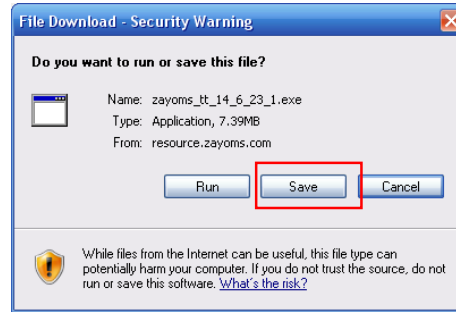 File Download - Security Warning
Do you want to run or save this file?
Name: zayoms_tt_14_6_23_1.exe
Type: Application, 7.39MB
From: resource.zayoms.com
Run Save Cancel
While files from the Internet can be useful, this file type can
potentially harm your computer. If you do not trust the source, do not
run or save this software. What's the risk?